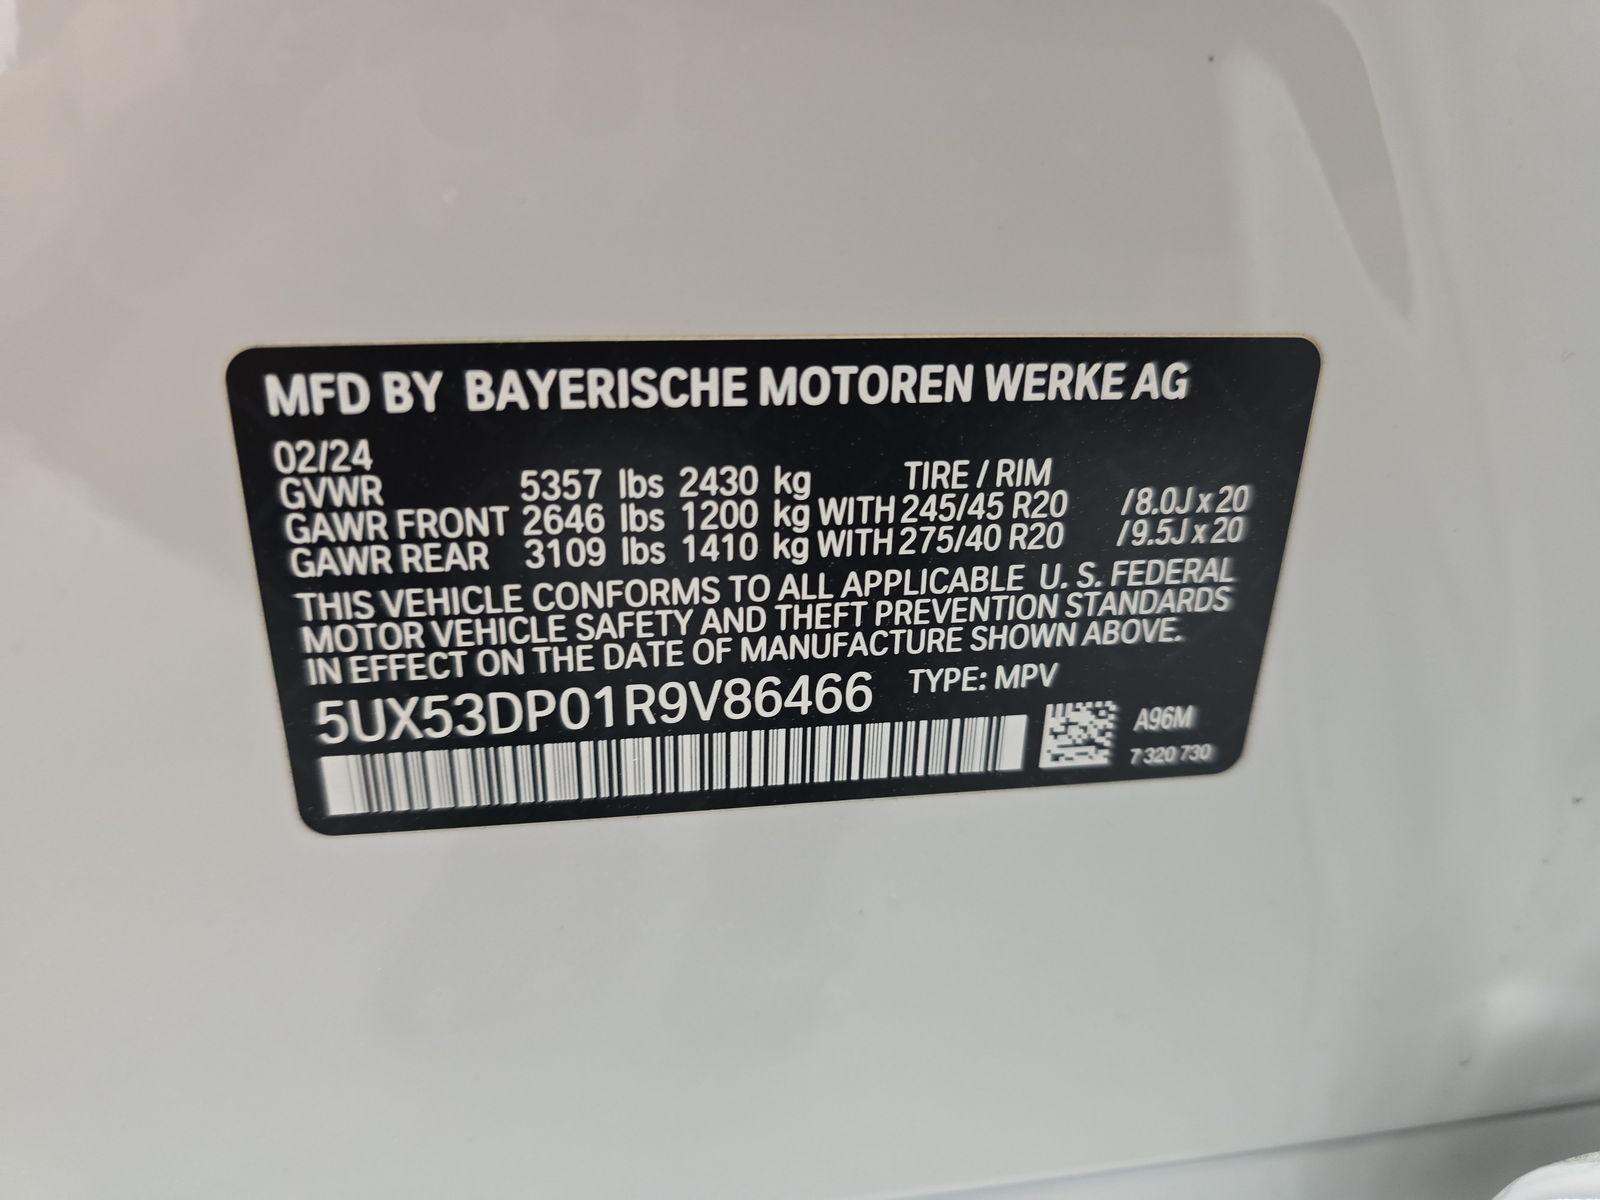 MFD BY BAYERISCHE MOTOREN WERKE AG
02/24
GVWR 5357 lbs 2430 kg TIRE / RIM
GAWR FRONT 2646 lbs 1200 kg WITH 245/45 R20 /8.0J x 20
GAWR REAR 3109 lbs 1410 kg WITH 275/40 R20 /9.5J x 20
THIS VEHICLE CONFORMS TO ALL APPLICABLE U. S. FEDERAL
MOTOR VEHICLE SAFETY AND THEFT PREVENTION STANDARDS
IN EFFECT ON THE DATE OF MANUFACTURE SHOWN ABOVE.
5UX53DP01R9V86466 TYPE: MPV
A96M
7 320 730